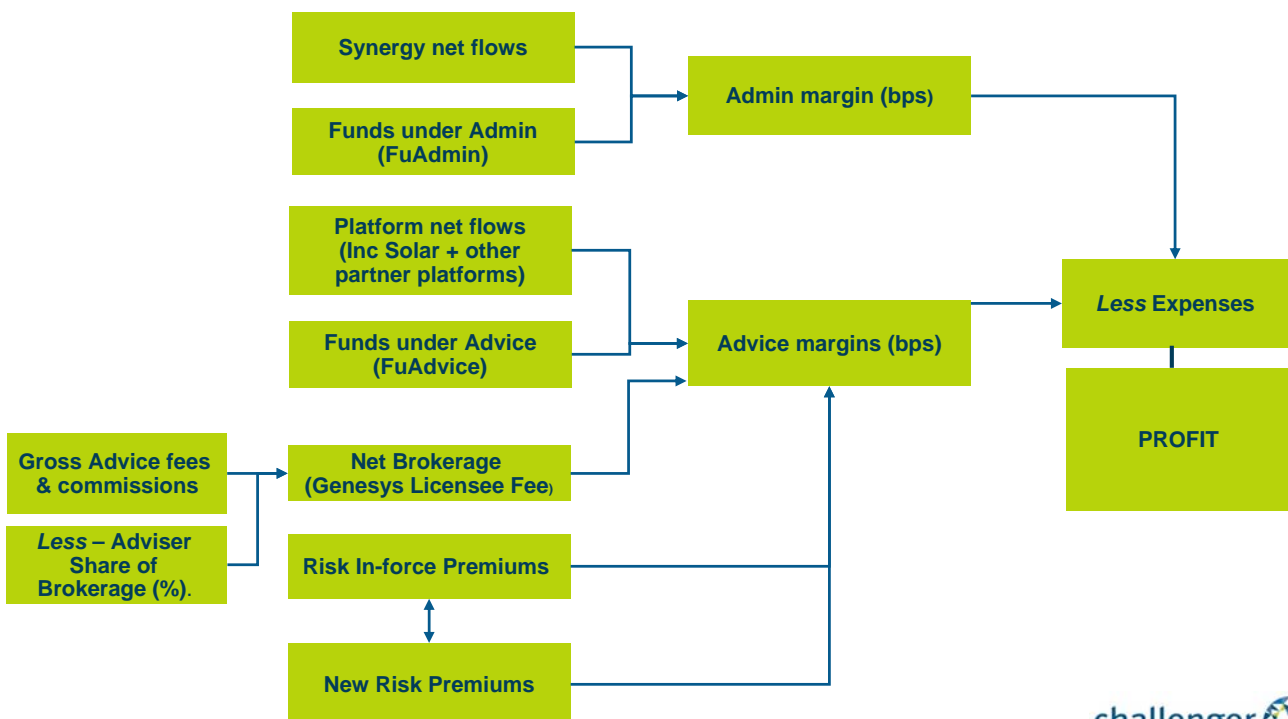 Synergy net flows
Admin margin (bps)
Funds under Admin
(FuAdmin)
Platform net flows
(Inc Solar + other
partner platforms)
Less Expenses
Funds under Advice
(FuAdvice)
Advice margins (bps)
PROFIT
Gross Advice fees
& commissions
Net Brokerage
(Genesys Licensee Fee)
Less – Adviser
Share of
Brokerage (%).
Risk In-force Premiums
New Risk Premiums
challenger